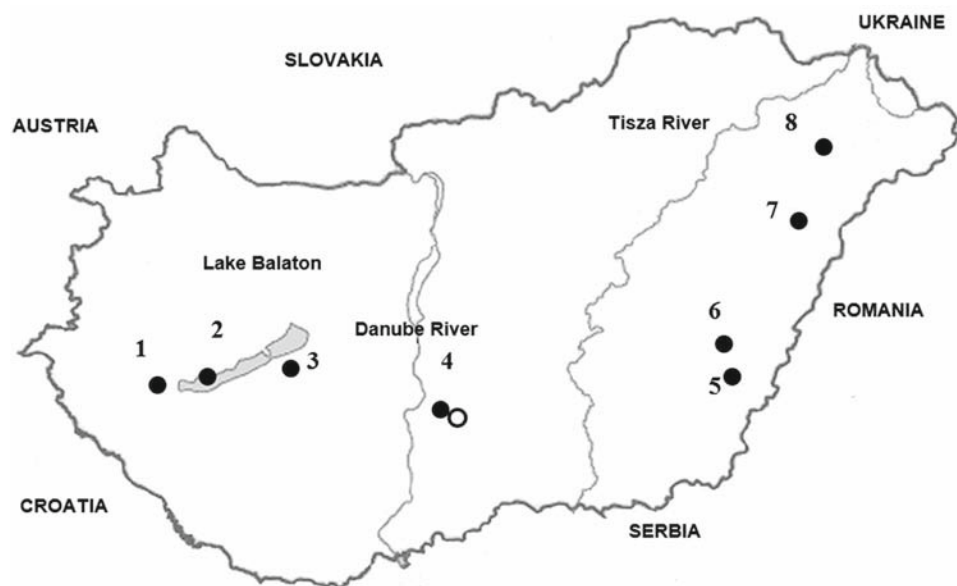 UKRAINE
SLOVAKIA
AUSTRIA
Tisza River
8
7
Lake Balaton
ROMANIA
Danube River
6
2
1
3
4
5
CROATIA
SERBIA